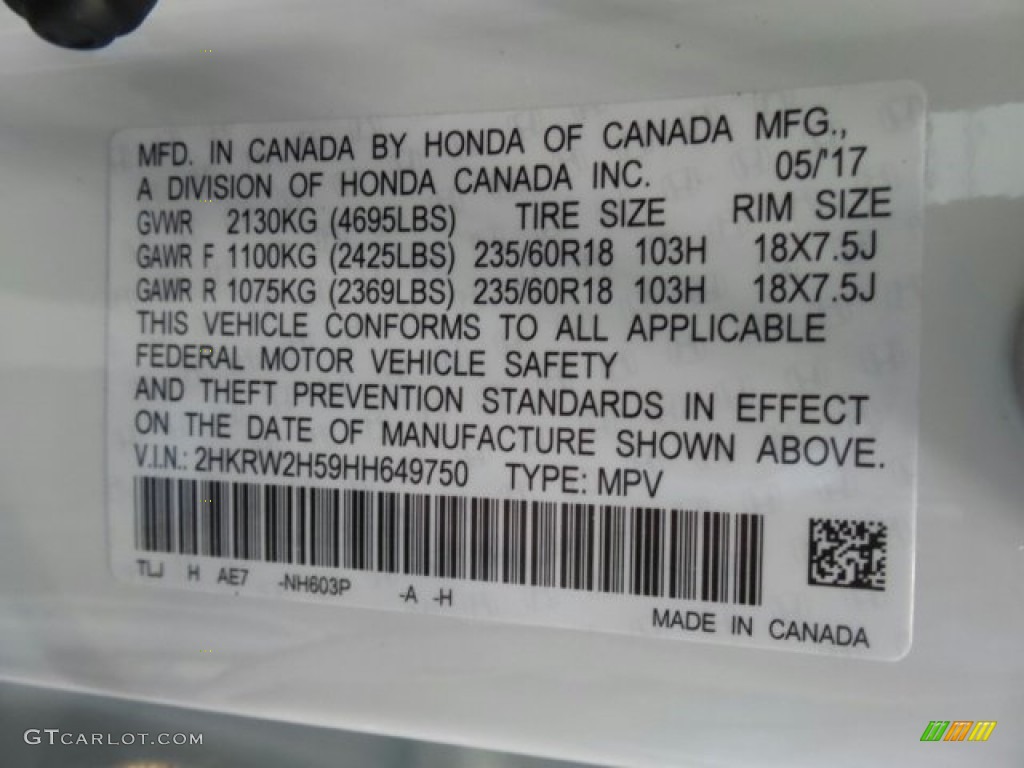 MFD. IN CANADA BY HONDA OF CANADA MFG.,
A DIVISION OF HONDA CANADA INC. 05/'17
GVWR 2130KG (4695LBS) TIRE SIZE RIM SIZE
GAWR F 1100KG (2425LBS) 235/60R18 103H 18X7.5J
GAWR R 1075KG (2369LBS) 235/60R18 103H 18X7.5J
THIS VEHICLE CONFORMS TO ALL APPLICABLE
FEDERAL MOTOR VEHICLE SAFETY
AND THEFT PREVENTION STANDARDS IN EFFECT
ON THE DATE OF MANUFACTURE SHOWN ABOVE.
V.I.N.: 2HKRW2H59HH649750 TYPE: MPV
TLJ H AE7 -NH603P -A -H
MADE IN CANADA
GTCARLOT.COM